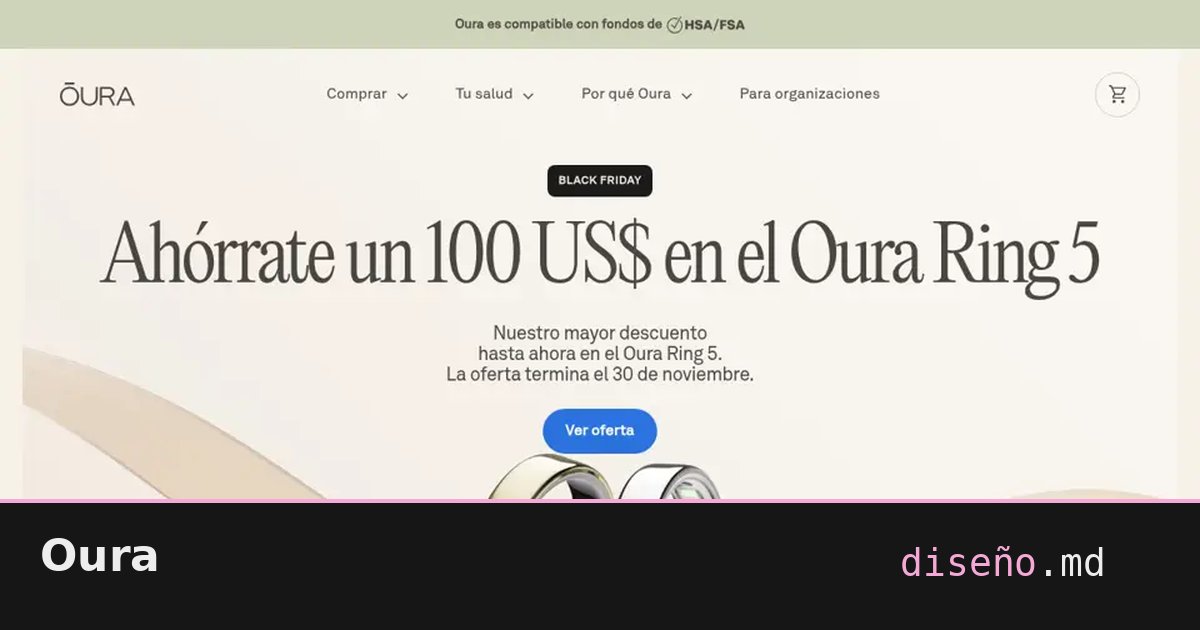 Oura es compatible con fondos de HSA/FSA
ŌURA
Comprar
Tu salud
Por qué Oura
Para organizaciones
BLACK FRIDAY
Ahórrate un 100 US$ en el Oura Ring 5
Nuestro mayor descuento
hasta ahora en el Oura Ring 5.
La oferta termina el 30 de noviembre.
Ver oferta
Oura
diseño.md